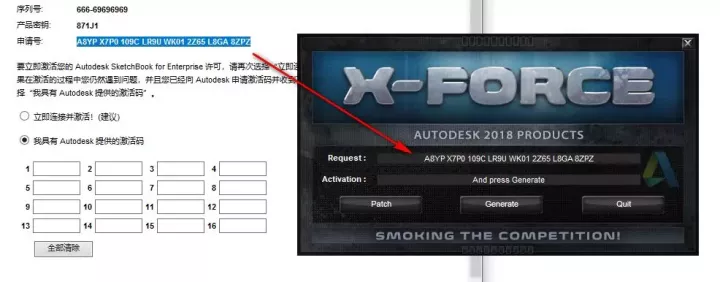 序列号: 666-69696969
产品密钥: 871J1
申请号: A8YP X7P0 109C LR9U WK01 2Z65 L8GA 8ZPZ
要立即激活您的 Autodesk SketchBook for Enterprise 许可，请再次选择"立即连
果在激活的过程中您仍然遇到问题，并且您已经向 Autodesk 申请激活码并收到
择 "我具有 Autodesk 提供的激活码"。
立即连接并激活! (建议)
我具有 Autodesk 提供的激活码
1 2 3 4
5 6 7 8
9 10 11 12
13 14 15 16
全部清除
X-FORCE
AUTODESK 2018 PRODUCTS
Request : A8YP X7P0 109C LR9U WK01 2Z65 L8GA 8ZPZ
Activation : And press Generate
Patch Generate Quit
SMOKING THE COMPETITION!